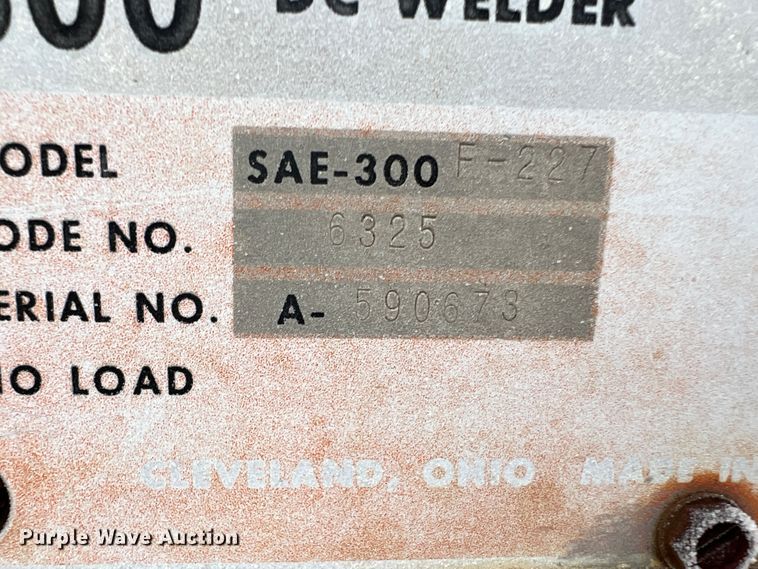 300 DC WELDER
ODEL SAE-300 F-227
ODE NO. 6325
ERIAL NO. A- 590673
O LOAD
CLEVELAND, OHIO MADE IN
Purple Wave Auction